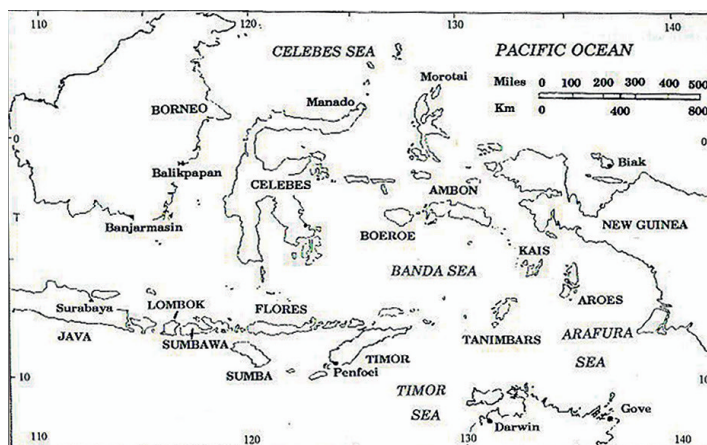 110 120 130 140
CELEBES SEA
PACIFIC OCEAN
Morotai
Miles 0 100 200 300 400 500
Manado
BORNEO
Km 0 400 800
0 0
Balikpapan
Biak
CELEBES
AMBON
Banjarmasin
BOEROE
NEW GUINEA
KAIS
BANDA SEA
LOMBOK
FLORES
AROES
Surabaya
JAVA
SUMBAWA
TANIMBARS
ARAFURA
SEA
TIMOR
SUMBA
Penfoci
10 10
TIMOR
SEA
Gove
Darwin
110 120 130 140